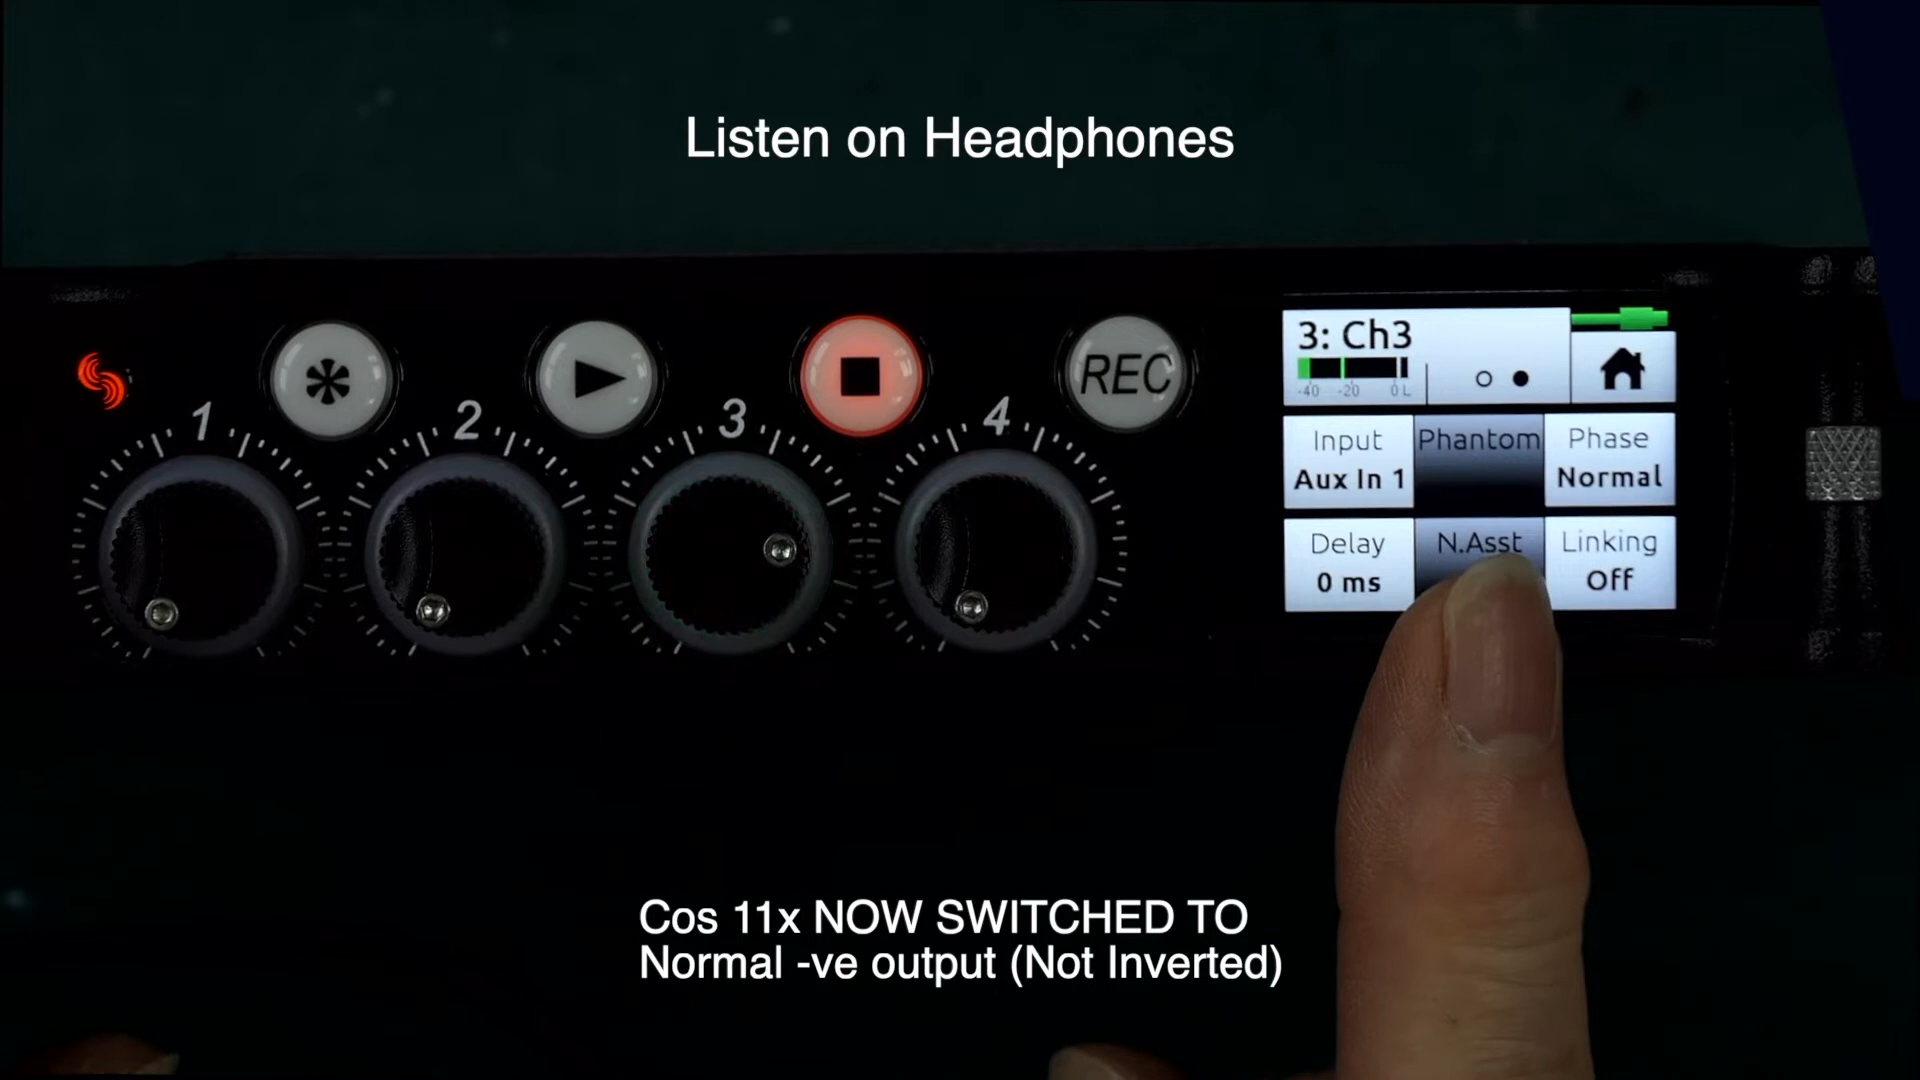 Listen on Headphones
1
2
3
4
REC
3: Ch3
-40 -20 0 L
Input
Aux In 1
Phantom
Phase
Normal
Delay
0 ms
N.Asst
Linking
Off
Cos 11x NOW SWITCHED TO
Normal -ve output (Not Inverted)